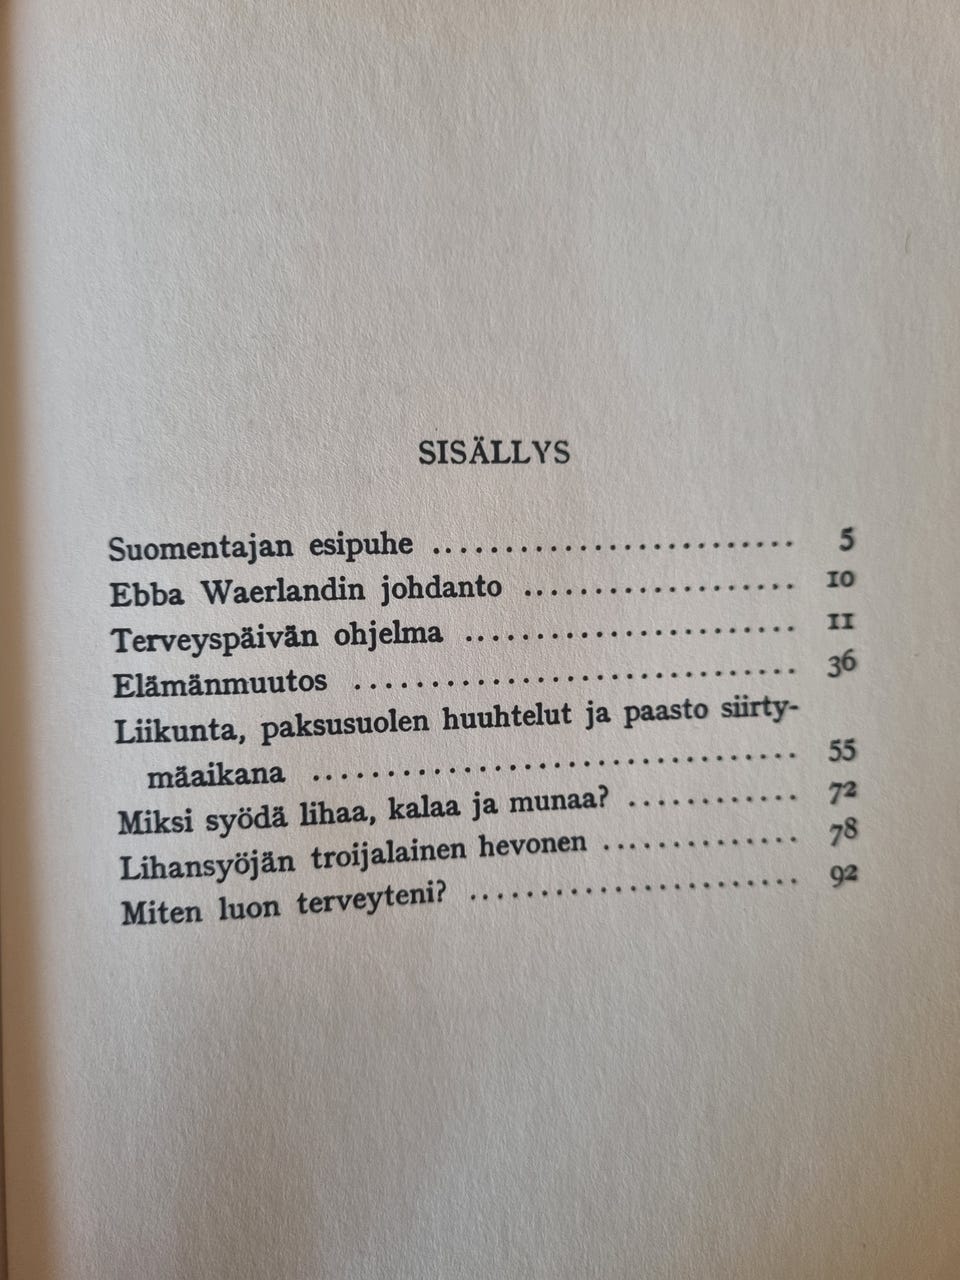 SISÄLLYS
Suomentajan esipuhe .......................... 5
Ebba Waerlandin johdanto ................... 10
Terveyspäivän ohjelma ....................... 11
Elämänmuutos ............................... 36
Liikunta, paksusuolen huuhtelut ja paasto siirty-
mäaikana .................................. 55
Miksi syödä lihaa, kalaa ja munaa? ............ 72
Lihansyöjän troijalainen hevonen .............. 78
Miten luon terveyteni? ....................... 92